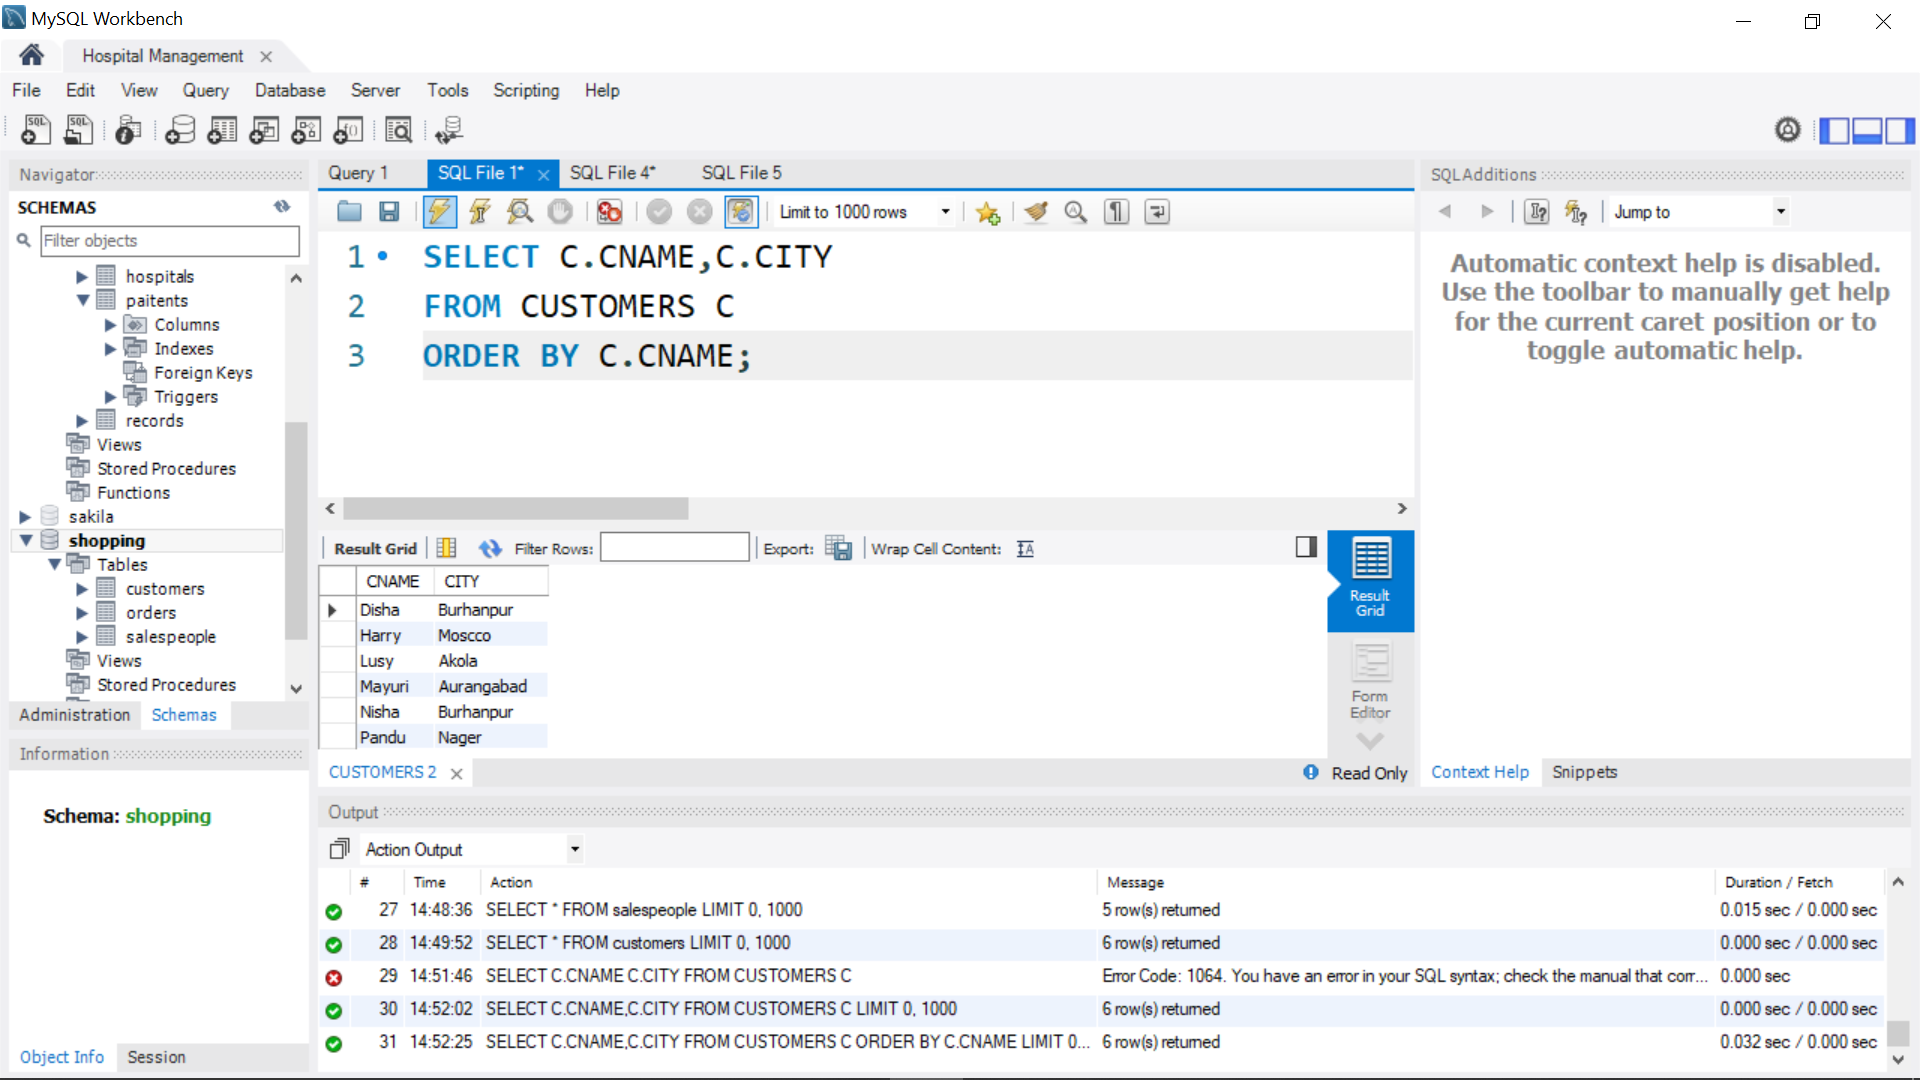 MySQL Workbench
Hospital Management
File Edit View Query Database Server Tools Scripting Help
Navigator
SCHEMAS
Filter objects
hospitals
paitents
Columns
Indexes
Foreign Keys
Triggers
records
Views
Stored Procedures
Functions
sakila
shopping
Tables
customers
orders
salespeople
Views
Stored Procedures
Administration Schemas
Information
Schema: shopping
Object Info Session
Query 1 SQL File 1* SQL File 4* SQL File 5
Limit to 1000 rows
1 SELECT C.CNAME,C.CITY
2 FROM CUSTOMERS C
3 ORDER BY C.CNAME;
Result Grid Filter Rows: Export: Wrap Cell Content:
CNAME CITY
Disha Burhanpur
Harry Moscco
Lusy Akola
Mayuri Aurangabad
Nisha Burhanpur
Pandu Nager
Result
Grid
Form
Editor
CUSTOMERS 2
Read Only
SQLAdditions
Jump to
Automatic context help is disabled.
Use the toolbar to manually get help
for the current caret position or to
toggle automatic help.
Context Help Snippets
Output
Action Output
# Time Action Message Duration / Fetch
27 14:48:36 SELECT * FROM salespeople LIMIT 0, 1000 5 row(s) returned 0.015 sec / 0.000 sec
28 14:49:52 SELECT * FROM customers LIMIT 0, 1000 6 row(s) returned 0.000 sec / 0.000 sec
29 14:51:46 SELECT C.CNAME C.CITY FROM CUSTOMERS C Error Code: 1064. You have an error in your SQL syntax; check the manual that corr... 0.000 sec
30 14:52:02 SELECT C.CNAME,C.CITY FROM CUSTOMERS C LIMIT 0, 1000 6 row(s) returned 0.000 sec / 0.000 sec
31 14:52:25 SELECT C.CNAME,C.CITY FROM CUSTOMERS C ORDER BY C.CNAME LIMIT 0... 6 row(s) returned 0.032 sec / 0.000 sec